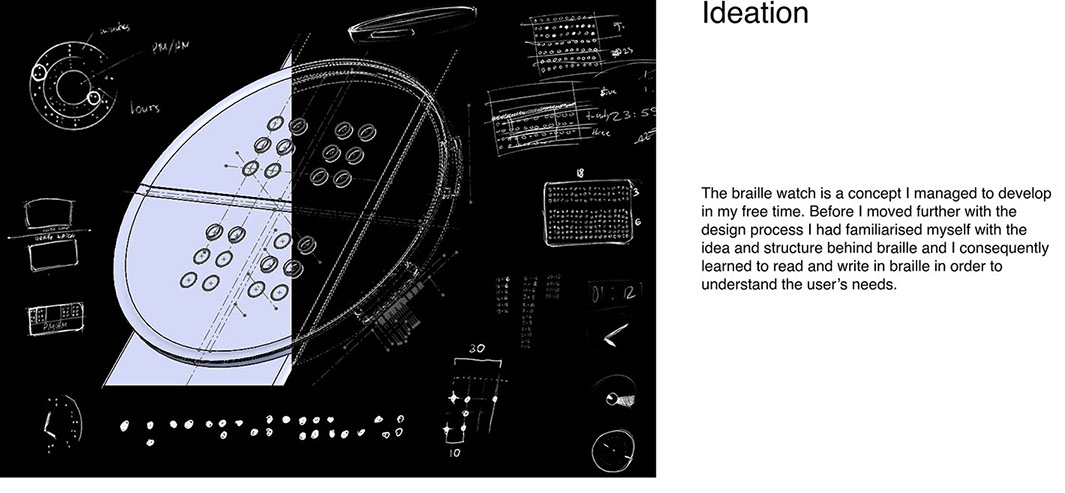 Ideation
The braille watch is a concept I managed to develop
in my free time. Before I moved further with the
design process I had familiarised myself with the
idea and structure behind braille and I consequently
learned to read and write in braille in order to
understand the user's needs.
minutes
PM/AM
hours
23:55
three
18
3
6
PM/AM
01:12
30
10